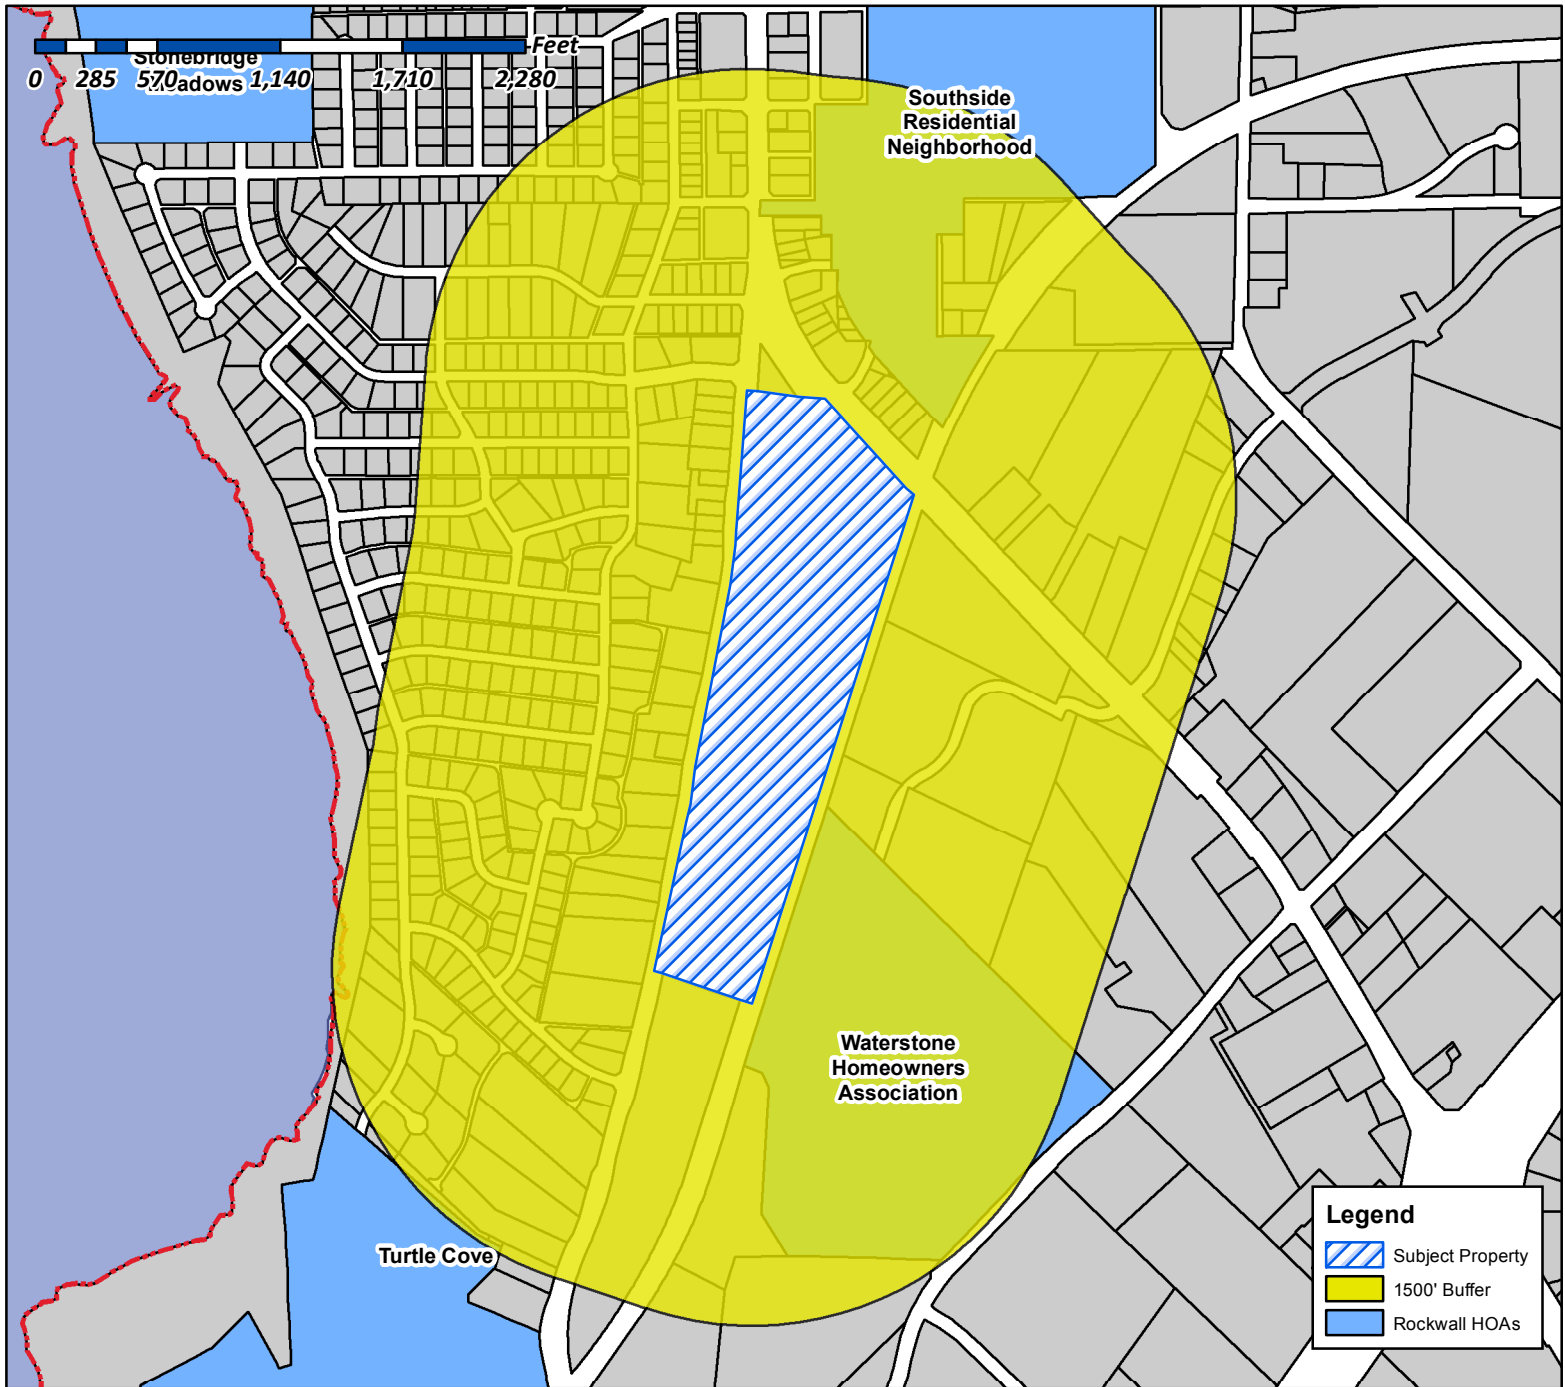 Feet
0 285 570 1,140 1,710 2,280
Stonebridge
Meadows
Southside
Residential
Neighborhood
Waterstone
Homeowners
Association
Turtle Cove
Legend
Subject Property
1500' Buffer
Rockwall HOAs